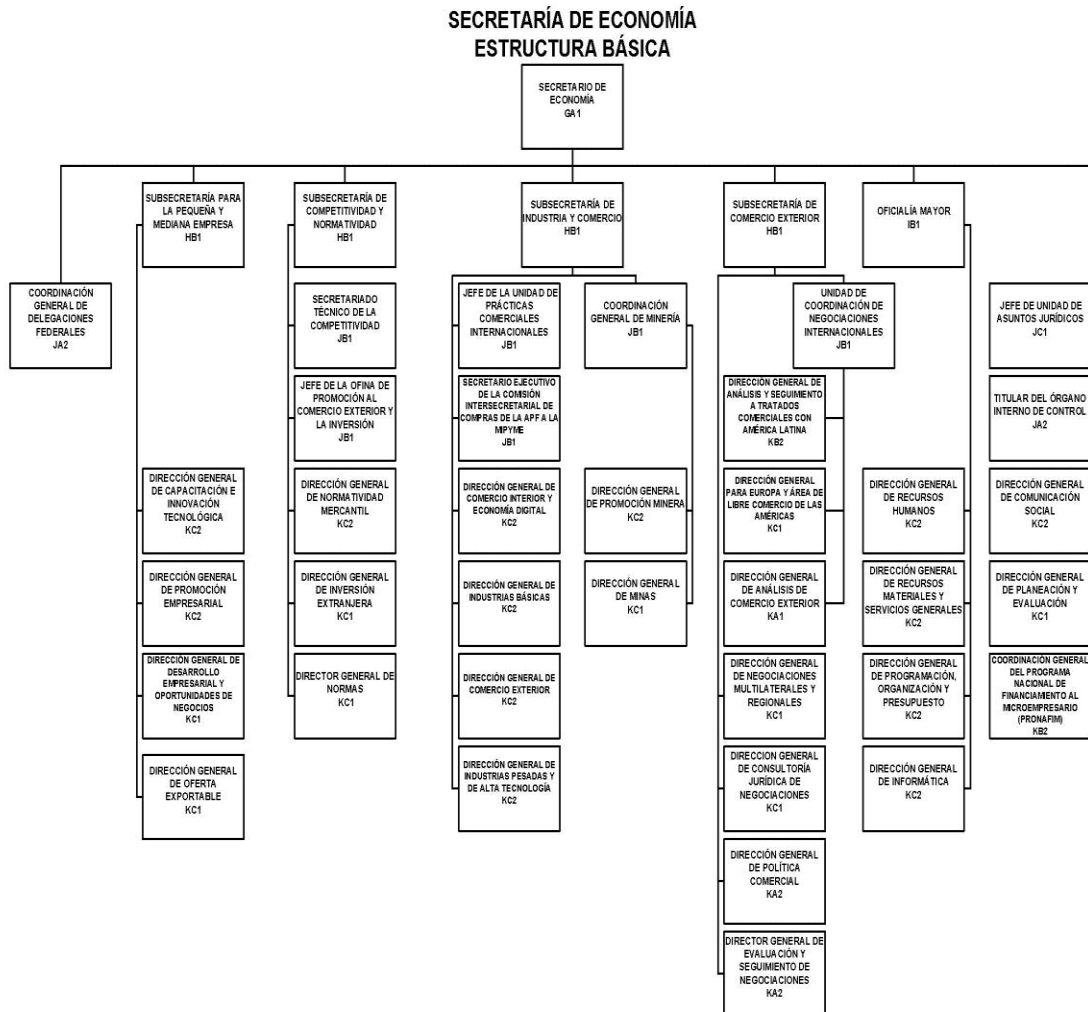 SECRETARÍA DE ECONOMÍA
ESTRUCTURA BÁSICA
SECRETARIO DE
ECONOMÍA
GA1
SUBSECRETARÍA PARA
LA PEQUEÑA Y
MEDIANA EMPRESA
HB1
SUBSECRETARÍA DE
COMPETITIVIDAD Y
NORMATIVIDAD
HB1
SUBSECRETARÍA DE
INDUSTRIA Y COMERCIO
HB1
SUBSECRETARÍA DE
COMERCIO EXTERIOR
HB1
OFICIALÍA MAYOR
IB1
COORDINACIÓN
GENERAL DE
DELEGACIONES
FEDERALES
JA2
SECRETARIADO
TÉCNICO DE LA
COMPETITIVIDAD
JB1
JEFE DE LA UNIDAD DE
PRÁCTICAS
COMERCIALES
INTERNACIONALES
JB1
COORDINACIÓN
GENERAL DE MINERÍA
JB1
UNIDAD DE
COORDINACIÓN DE
NEGOCIACIONES
INTERNACIONALES
JB1
JEFE DE UNIDAD DE
ASUNTOS JURÍDICOS
JC1
JEFE DE LA OFINA DE
PROMOCIÓN AL
COMERCIO EXTERIOR Y
LA INVERSIÓN
JB1
SECRETARIO EJECUTIVO
DE LA COMISIÓN
INTERSECRETARIAL DE
COMPRAS DE LA APF A LA
MIPYME
JB1
DIRECCIÓN GENERAL DE
ANÁLISIS Y SEGUIMIENTO
A TRATADOS
COMERCIALES CON
AMÉRICA LATINA
KB2
TITULAR DEL ÓRGANO
INTERNO DE CONTROL
JA2
DIRECCIÓN GENERAL
DE CAPACITACIÓN E
INNOVACIÓN
TECNOLÓGICA
KC2
DIRECCIÓN GENERAL
DE NORMATIVIDAD
MERCANTIL
KC2
DIRECCIÓN GENERAL DE
COMERCIO INTERIOR Y
ECONOMÍA DIGITAL
KC2
DIRECCIÓN GENERAL
DE PROMOCIÓN MINERA
KC2
DIRECCIÓN GENERAL
PARA EUROPA Y ÁREA DE
LIBRE COMERCIO DE LAS
AMÉRICAS
KC1
DIRECCIÓN GENERAL
DE RECURSOS
HUMANOS
KC2
DIRECCIÓN GENERAL
DE COMUNICACIÓN
SOCIAL
KC2
DIRECCIÓN GENERAL
DE PROMOCIÓN
EMPRESARIAL
KC2
DIRECCIÓN GENERAL
DE INVERSIÓN
EXTRANJERA
KC1
DIRECCIÓN GENERAL DE
INDUSTRIAS BÁSICAS
KC2
DIRECCIÓN GENERAL
DE MINAS
KC1
DIRECCIÓN GENERAL
DE ANÁLISIS DE
COMERCIO EXTERIOR
KA1
DIRECCIÓN GENERAL
DE RECURSOS
MATERIALES Y
SERVICIOS GENERALES
KC2
DIRECCIÓN GENERAL
DE PLANEACIÓN Y
EVALUACIÓN
KC1
DIRECCIÓN GENERAL DE
DESARROLLO
EMPRESARIAL Y
OPORTUNIDADES DE
NEGOCIOS
KC1
DIRECTOR GENERAL DE
NORMAS
KC1
DIRECCIÓN GENERAL DE
COMERCIO EXTERIOR
KC2
DIRECCIÓN GENERAL
DE NEGOCIACIONES
MULTILATERALES Y
REGIONALES
KC1
DIRECCIÓN GENERAL
DE PROGRAMACIÓN,
ORGANIZACIÓN Y
PRESUPUESTO
KC2
COORDINACIÓN GENERAL
DEL PROGRAMA
NACIONAL DE
FINANCIAMIENTO AL
MICROEMPRESARIO
(PRONAFIM)
KB2
DIRECCIÓN GENERAL
DE OFERTA
EXPORTABLE
KC1
DIRECCIÓN GENERAL DE
INDUSTRIAS PESADAS Y
DE ALTA TECNOLOGÍA
KC2
DIRECCION GENERAL
DE CONSULTORÍA
JURÍDICA DE
NEGOCIACIONES
KC1
DIRECCIÓN GENERAL
DE INFORMÁTICA
KC2
DIRECCIÓN GENERAL
DE POLÍTICA
COMERCIAL
KA2
DIRECTOR GENERAL DE
EVALUACIÓN Y
SEGUIMIENTO DE
NEGOCIACIONES
KA2